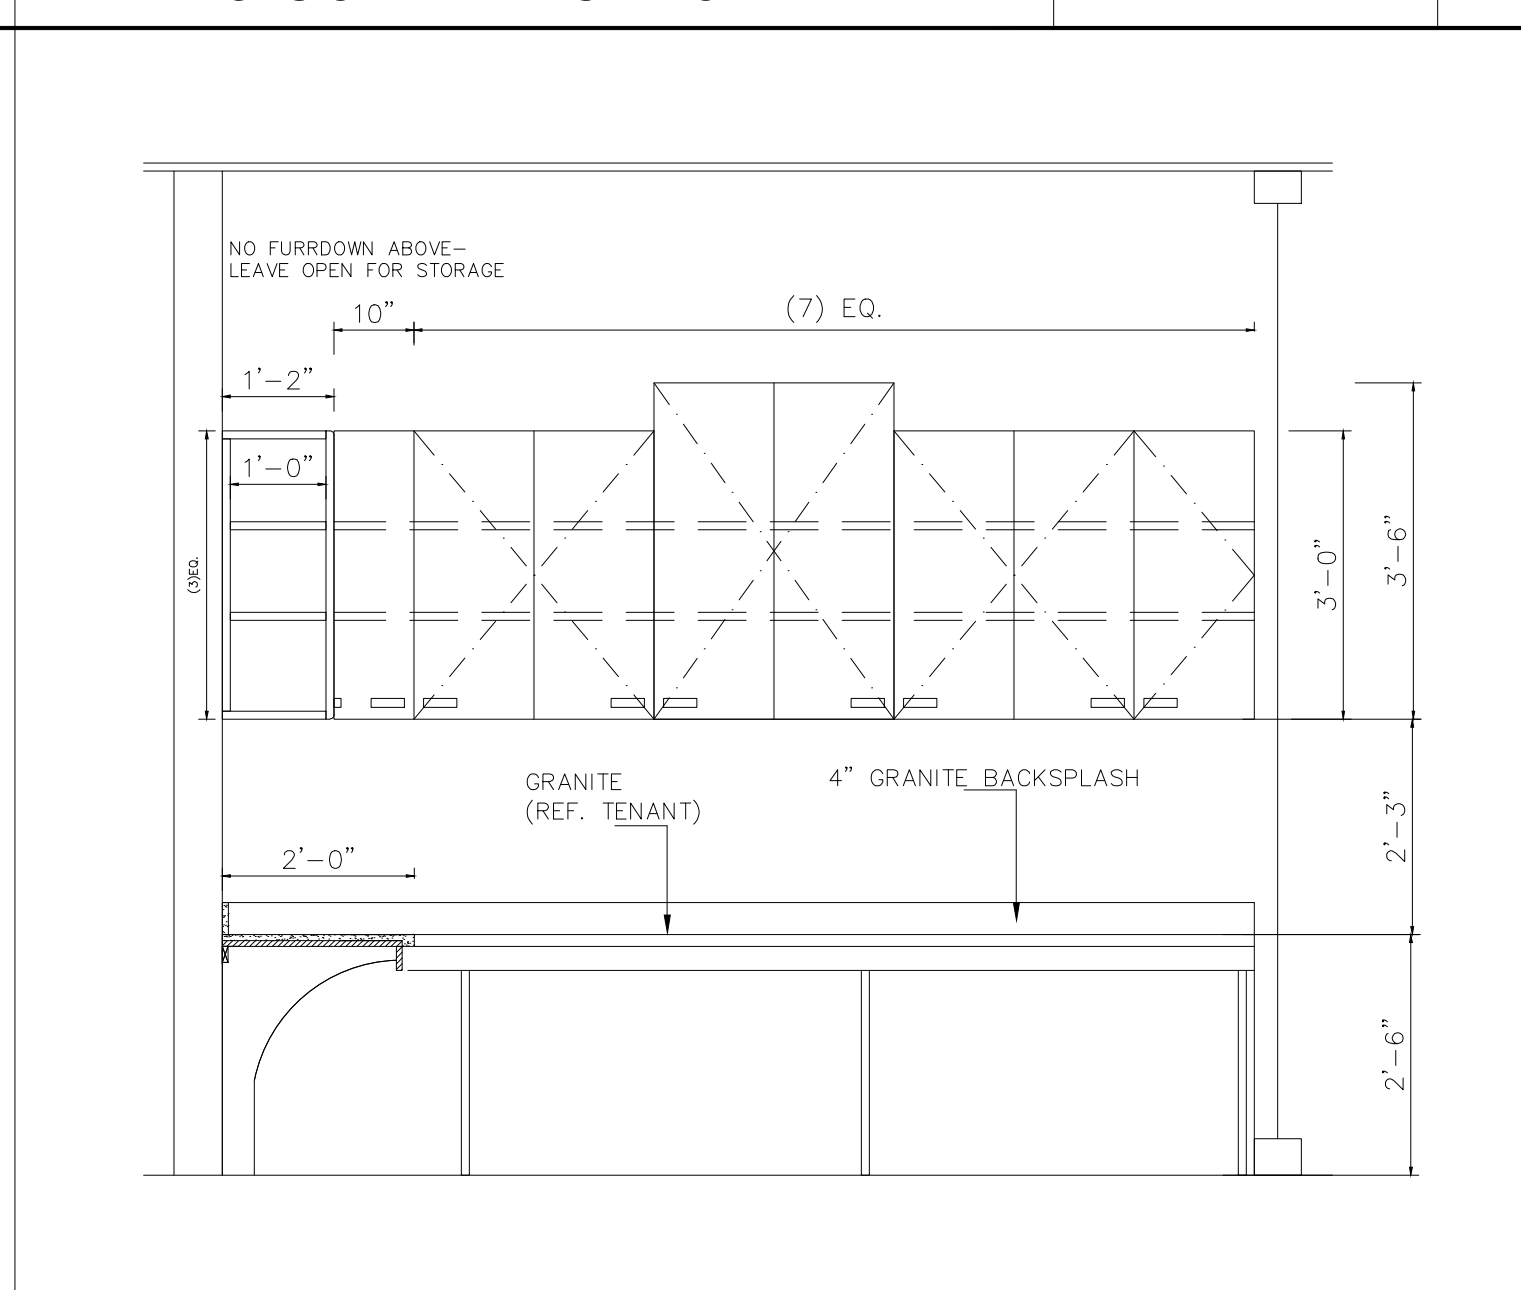 NO FURRDOWN ABOVE–
LEAVE OPEN FOR STORAGE
10”
(7) EQ.
1’–2”
1’–0”
(3)EQ.
3’–0”
3’–6”
GRANITE
(REF. TENANT)
4” GRANITE BACKSPLASH
2’–3”
2’–0”
2’–6”